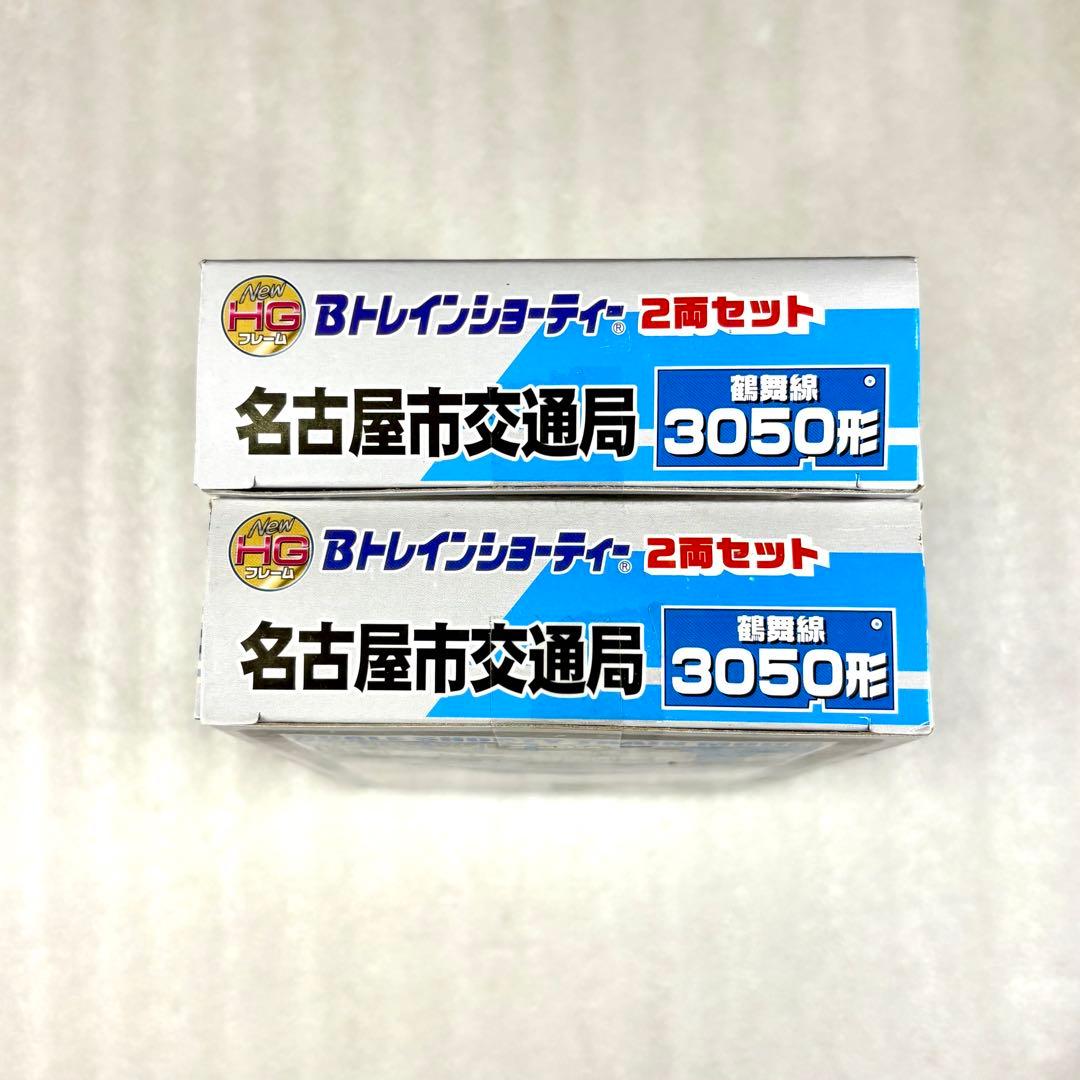 New
HG
フレーム
Bトレインショーティー® 2両セット
名古屋市交通局
鶴舞線
3050形
New
HG
フレーム
Bトレインショーティー® 2両セット
名古屋市交通局
鶴舞線
3050形